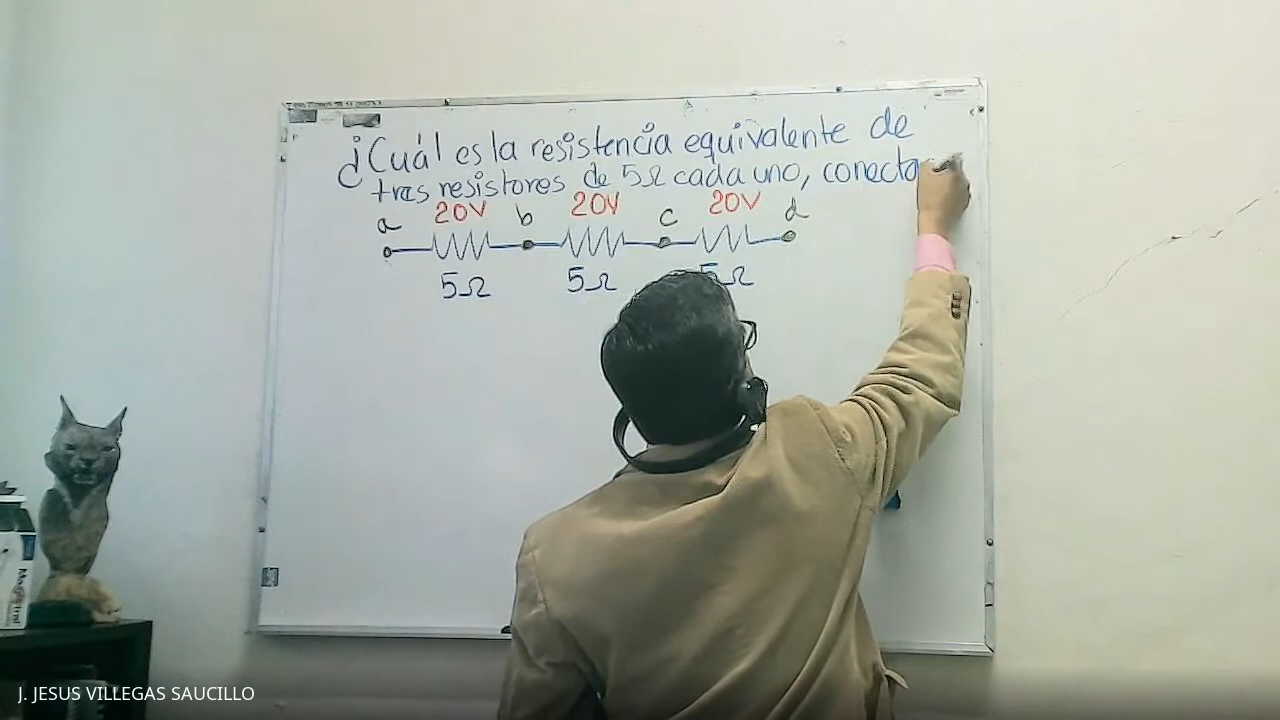 ¿Cuál es la resistencia equivalente de
tres resistores de 5Ω cada uno, conecta
a 20V b 20V c 20V d
5Ω 5Ω 5Ω
J. JESUS VILLEGAS SAUCILLO